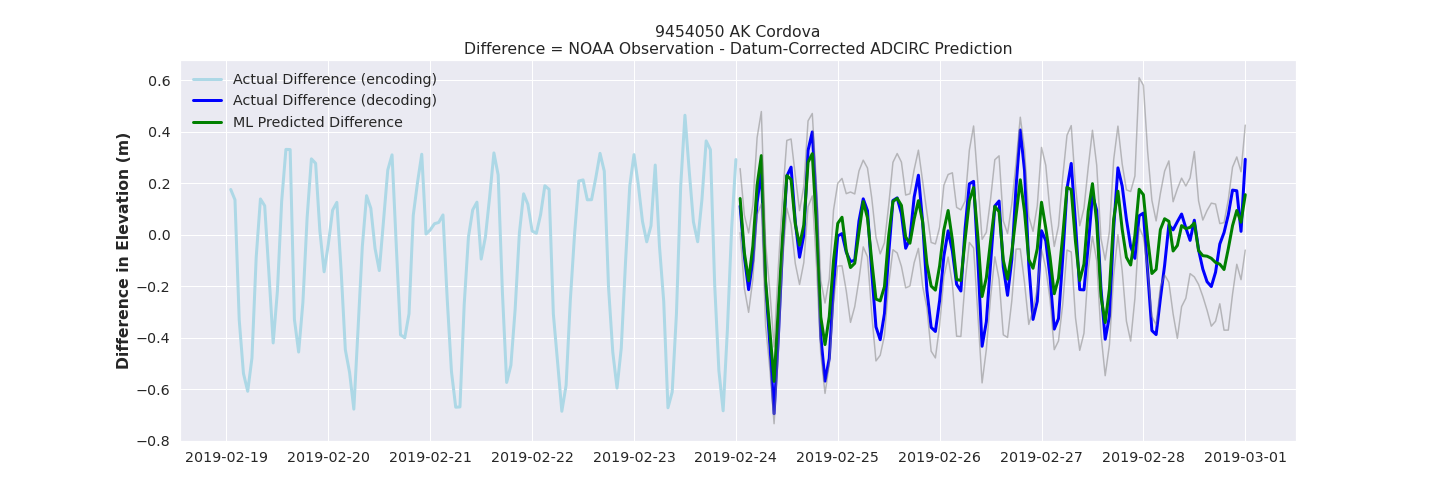 9454050 AK Cordova
Difference = NOAA Observation - Datum-Corrected ADCIRC Prediction
Actual Difference (encoding)
Actual Difference (decoding)
ML Predicted Difference
Difference in Elevation (m)
0.6
0.4
0.2
0.0
−0.2
−0.4
−0.6
−0.8
2019-02-19 2019-02-20 2019-02-21 2019-02-22 2019-02-23 2019-02-24 2019-02-25 2019-02-26 2019-02-27 2019-02-28 2019-03-01